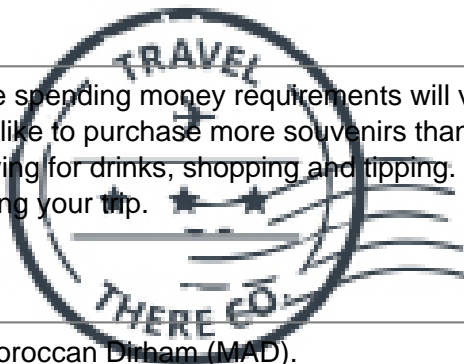 TRAVEL
e spending money requirements will v
like to purchase more souvenirs than
for drinks, shopping and tipping.
ng your trip.
THERE CO.
oroccan Dirham (MAD).